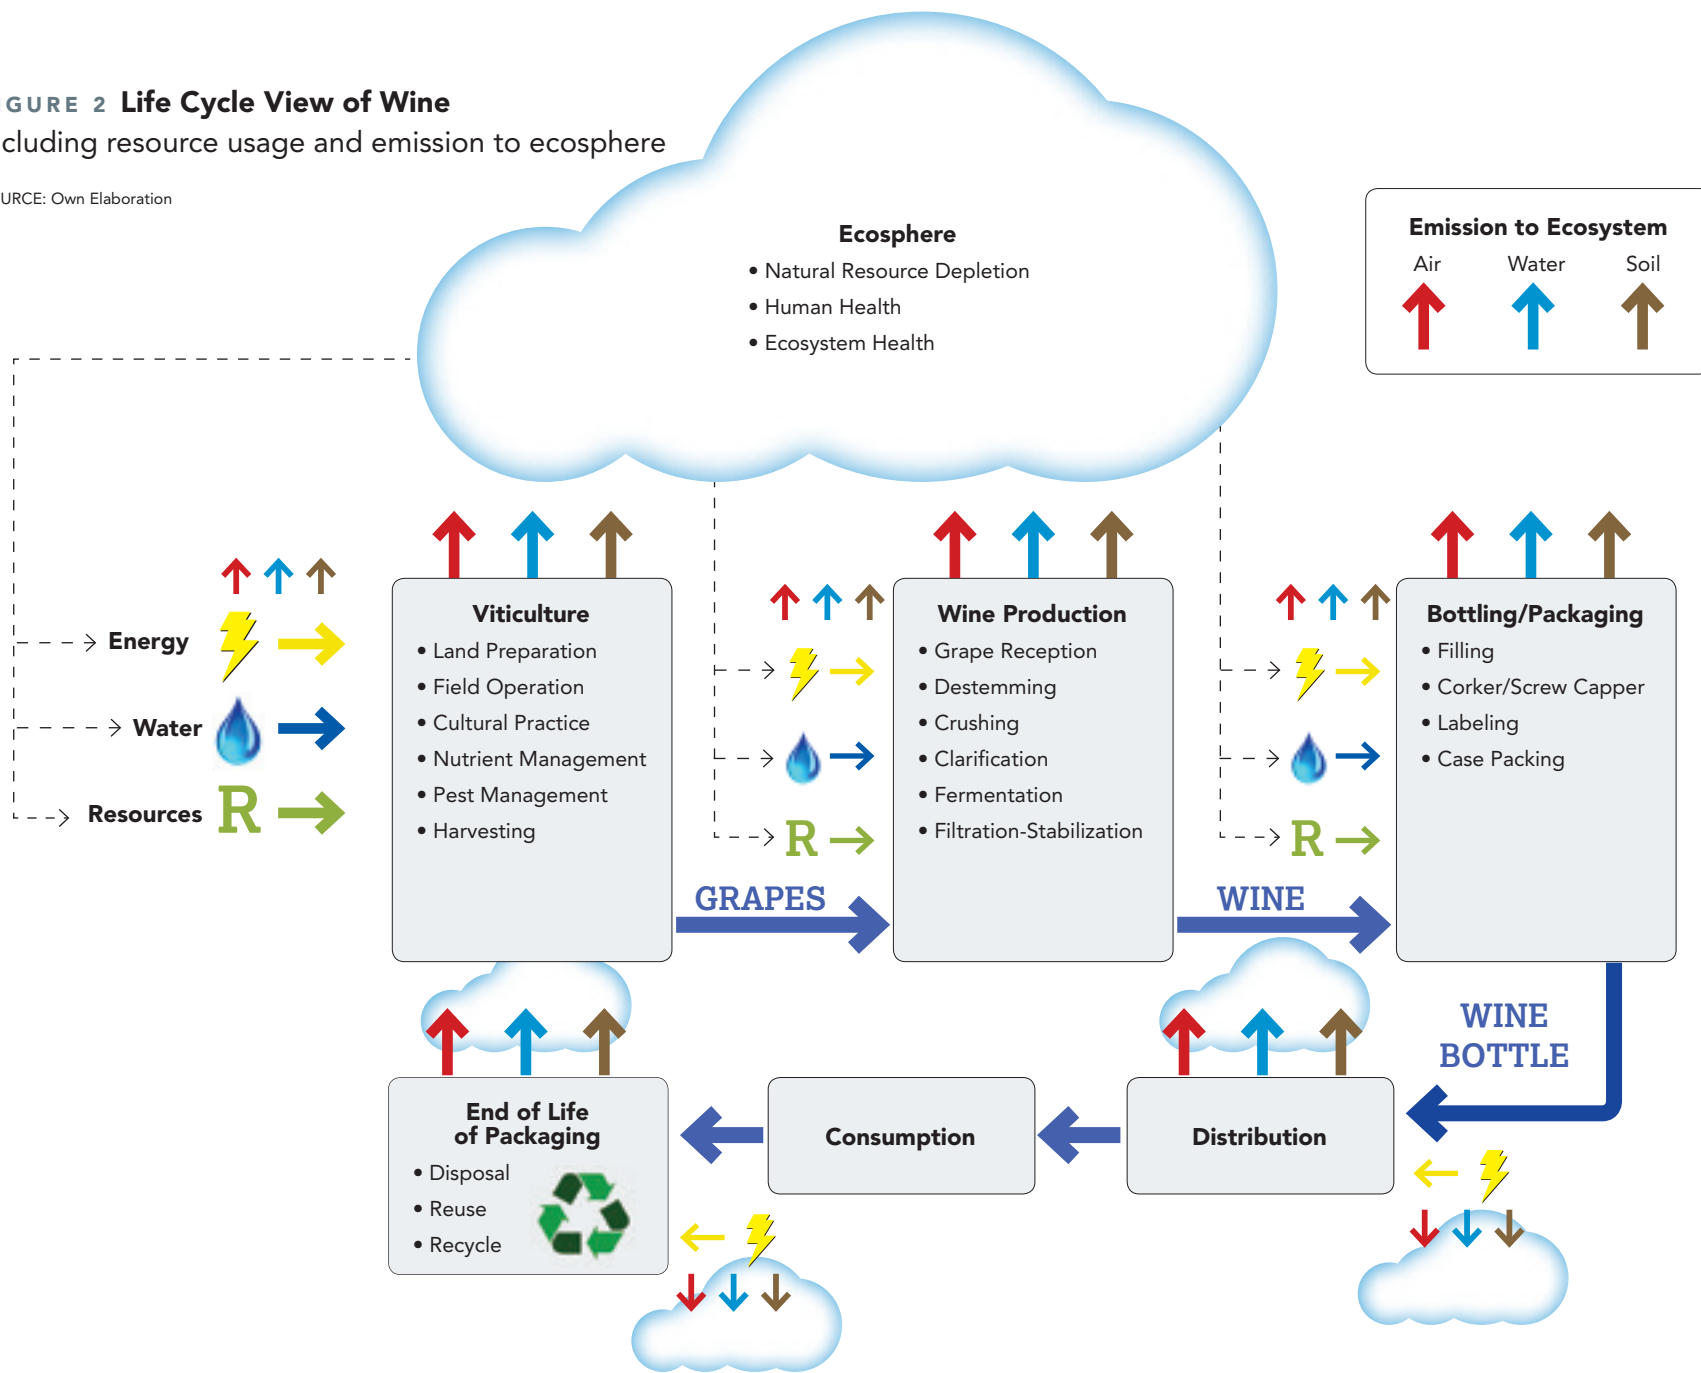 GURE 2 Life Cycle View of Wine
cluding resource usage and emission to ecosphere
URCE: Own Elaboration
Ecosphere
• Natural Resource Depletion
• Human Health
• Ecosystem Health
Emission to Ecosystem
Air Water Soil
Energy
Water
Resources
R
Viticulture
• Land Preparation
• Field Operation
• Cultural Practice
• Nutrient Management
• Pest Management
• Harvesting
GRAPES
R
Wine Production
• Grape Reception
• Destemming
• Crushing
• Clarification
• Fermentation
• Filtration-Stabilization
WINE
R
Bottling/Packaging
• Filling
• Corker/Screw Capper
• Labeling
• Case Packing
WINE
BOTTLE
Distribution
Consumption
End of Life
of Packaging
• Disposal
• Reuse
• Recycle